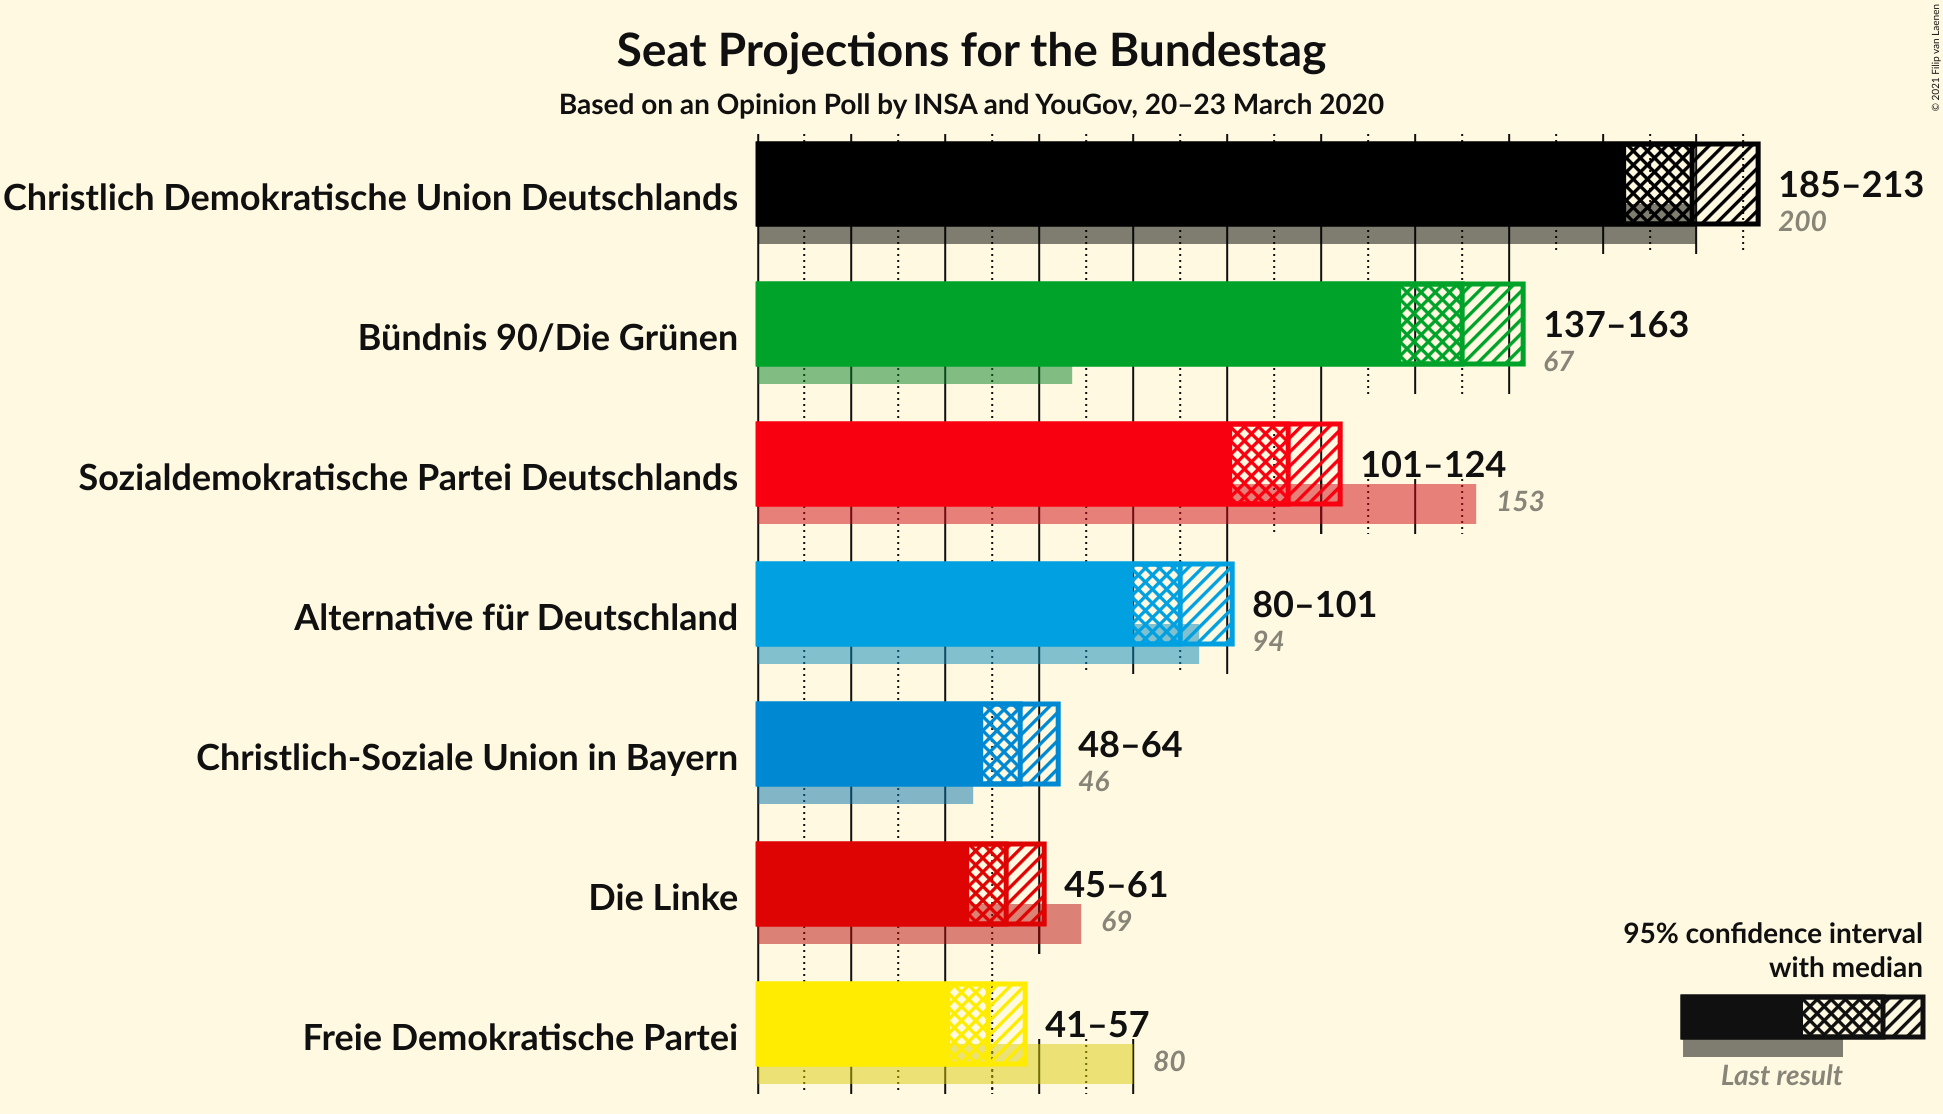 Seat Projections for the Bundestag
Based on an Opinion Poll by INSA and YouGov, 20–23 March 2020
© 2021 Filip van Laenen
Christlich Demokratische Union Deutschlands
185–213
200
Bündnis 90/Die Grünen
137–163
67
Sozialdemokratische Partei Deutschlands
101–124
153
Alternative für Deutschland
80–101
94
Christlich-Soziale Union in Bayern
48–64
46
Die Linke
45–61
69
Freie Demokratische Partei
41–57
80
95% confidence interval
with median
Last result